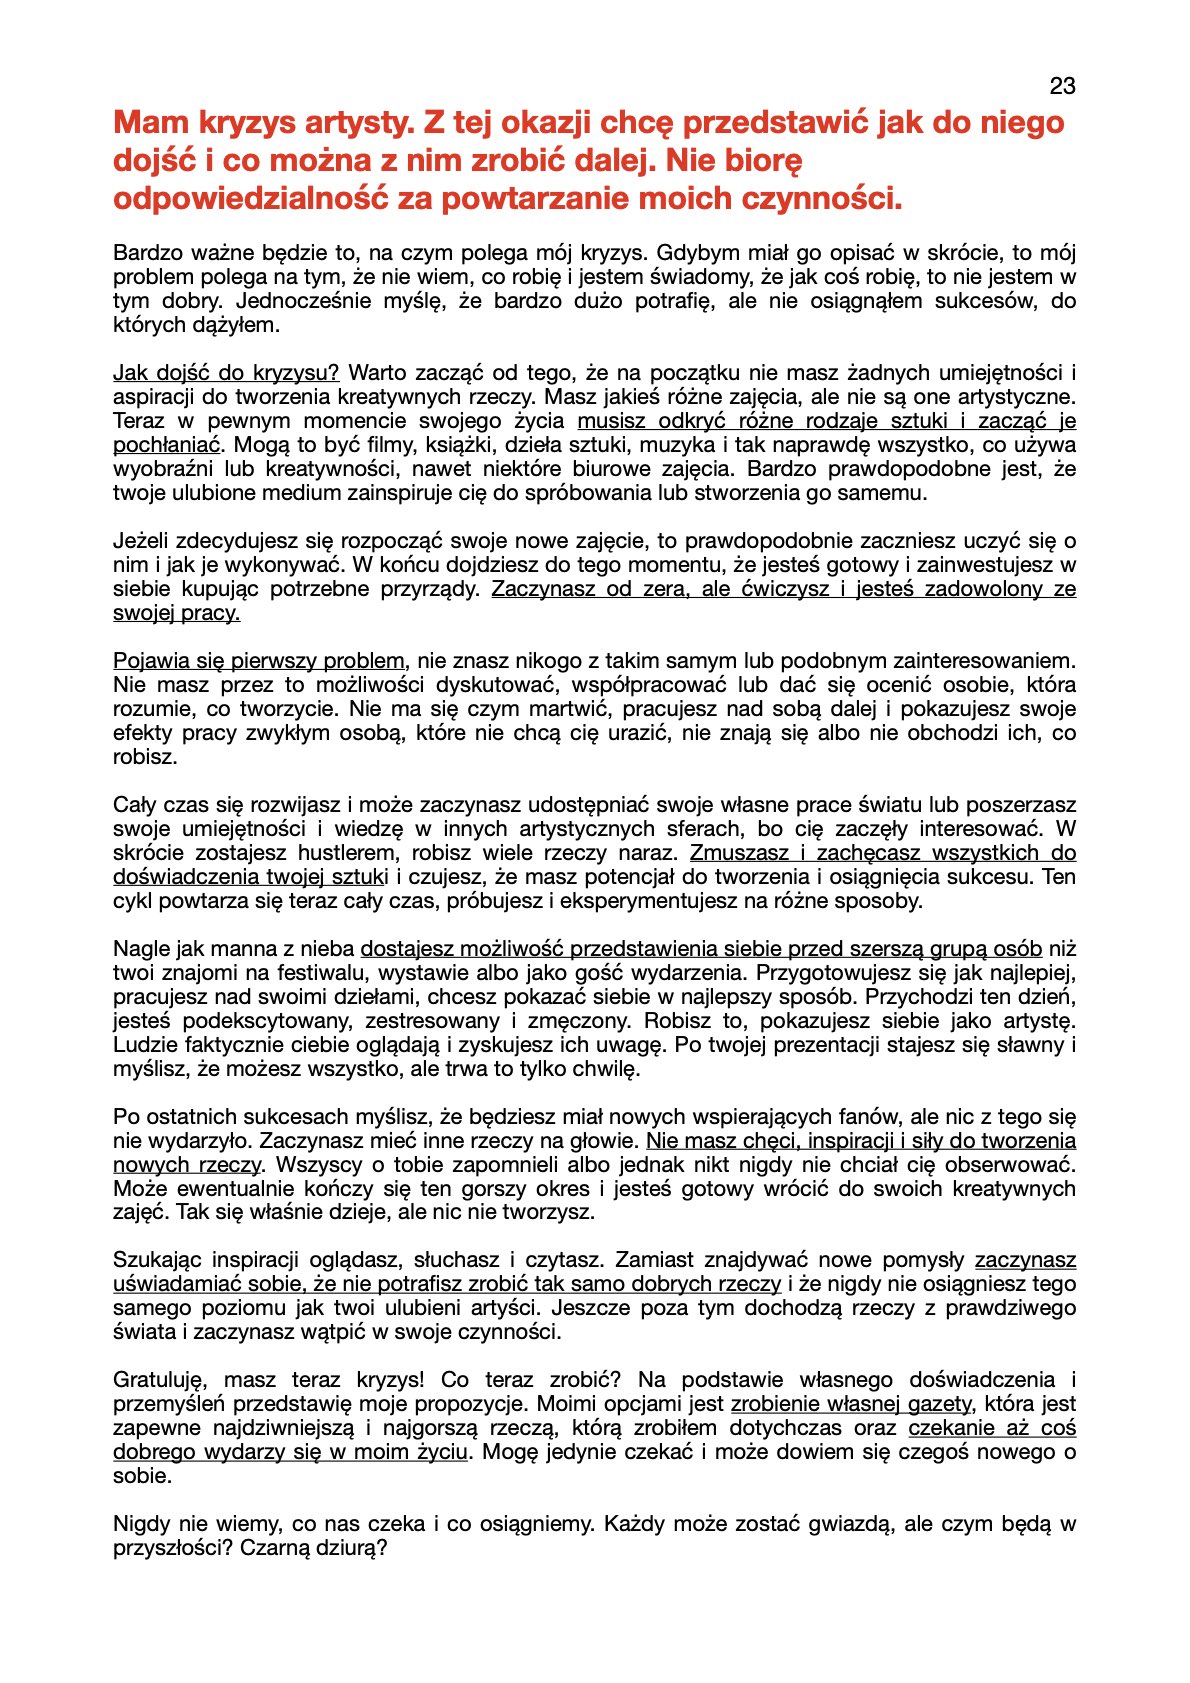 23
Mam kryzys artysty. Z tej okazji chcę przedstawić jak do niego
dojść i co można z nim zrobić dalej. Nie biorę
odpowiedzialność za powtarzanie moich czynności.
Bardzo ważne będzie to, na czym polega mój kryzys. Gdybym miał go opisać w skrócie, to mój
problem polega na tym, że nie wiem, co robię i jestem świadomy, że jak coś robię, to nie jestem w
tym dobry. Jednocześnie myślę, że bardzo dużo potrafię, ale nie osiągnąłem sukcesów, do
których dążyłem.
Jak dojść do kryzysu? Warto zacząć od tego, że na początku nie masz żadnych umiejętności i
aspiracji do tworzenia kreatywnych rzeczy. Masz jakieś różne zajęcia, ale nie są one artystyczne.
Teraz w pewnym momencie swojego życia musisz odkryć różne rodzaje sztuki i zacząć je
pochłaniać. Mogą to być filmy, książki, dzieła sztuki, muzyka i tak naprawdę wszystko, co używa
wyobraźni lub kreatywności, nawet niektóre biurowe zajęcia. Bardzo prawdopodobne jest, że
twoje ulubione medium zainspiruje cię do spróbowania lub stworzenia go samemu.
Jeżeli zdecydujesz się rozpocząć swoje nowe zajęcie, to prawdopodobnie zaczniesz uczyć się o
nim i jak je wykonywać. W końcu dojdziesz do tego momentu, że jesteś gotowy i zainwestujesz w
siebie kupując potrzebne przyrządy. Zaczynasz od zera, ale ćwiczysz i jesteś zadowolony ze
swojej pracy.
Pojawia się pierwszy problem, nie znasz nikogo z takim samym lub podobnym zainteresowaniem.
Nie masz przez to możliwości dyskutować, współpracować lub dać się ocenić osobie, która
rozumie, co tworzycie. Nie ma się czym martwić, pracujesz nad sobą dalej i pokazujesz swoje
efekty pracy zwykłym osobą, które nie chcą cię urazić, nie znają się albo nie obchodzi ich, co
robisz.
Cały czas się rozwijasz i może zaczynasz udostępniać swoje własne prace światu lub poszerzasz
swoje umiejętności i wiedzę w innych artystycznych sferach, bo cię zaczęły interesować. W
skrócie zostajesz hustlerem, robisz wiele rzeczy naraz. Zmuszasz i zachęcasz wszystkich do
doświadczenia twojej sztuki i czujesz, że masz potencjał do tworzenia i osiągnięcia sukcesu. Ten
cykl powtarza się teraz cały czas, próbujesz i eksperymentujesz na różne sposoby.
Nagle jak manna z nieba dostajesz możliwość przedstawienia siebie przed szerszą grupą osób niż
twoi znajomi na festiwalu, wystawie albo jako gość wydarzenia. Przygotowujesz się jak najlepiej,
pracujesz nad swoimi dziełami, chcesz pokazać siebie w najlepszy sposób. Przychodzi ten dzień,
jesteś podekscytowany, zestresowany i zmęczony. Robisz to, pokazujesz siebie jako artystę.
Ludzie faktycznie ciebie oglądają i zyskujesz ich uwagę. Po twojej prezentacji stajesz się sławny i
myślisz, że możesz wszystko, ale trwa to tylko chwilę.
Po ostatnich sukcesach myślisz, że będziesz miał nowych wspierających fanów, ale nic z tego się
nie wydarzyło. Zaczynasz mieć inne rzeczy na głowie. Nie masz chęci, inspiracji i siły do tworzenia
nowych rzeczy. Wszyscy o tobie zapomnieli albo jednak nikt nigdy nie chciał cię obserwować.
Może ewentualnie kończy się ten gorszy okres i jesteś gotowy wrócić do swoich kreatywnych
zajęć. Tak się właśnie dzieje, ale nic nie tworzysz.
Szukając inspiracji oglądasz, słuchasz i czytasz. Zamiast znajdywać nowe pomysły zaczynasz
uświadamiać sobie, że nie potrafisz zrobić tak samo dobrych rzeczy i że nigdy nie osiągniesz tego
samego poziomu jak twoi ulubieni artyści. Jeszcze poza tym dochodzą rzeczy z prawdziwego
świata i zaczynasz wątpić w swoje czynności.
Gratuluję, masz teraz kryzys! Co teraz zrobić? Na podstawie własnego doświadczenia i
przemyśleń przedstawię moje propozycje. Moimi opcjami jest zrobienie własnej gazety, która jest
zapewne najdziwniejszą i najgorszą rzeczą, którą zrobiłem dotychczas oraz czekanie aż coś
dobrego wydarzy się w moim życiu. Mogę jedynie czekać i może dowiem się czegoś nowego o
sobie.
Nigdy nie wiemy, co nas czeka i co osiągniemy. Każdy może zostać gwiazdą, ale czym będą w
przyszłości? Czarną dziurą?